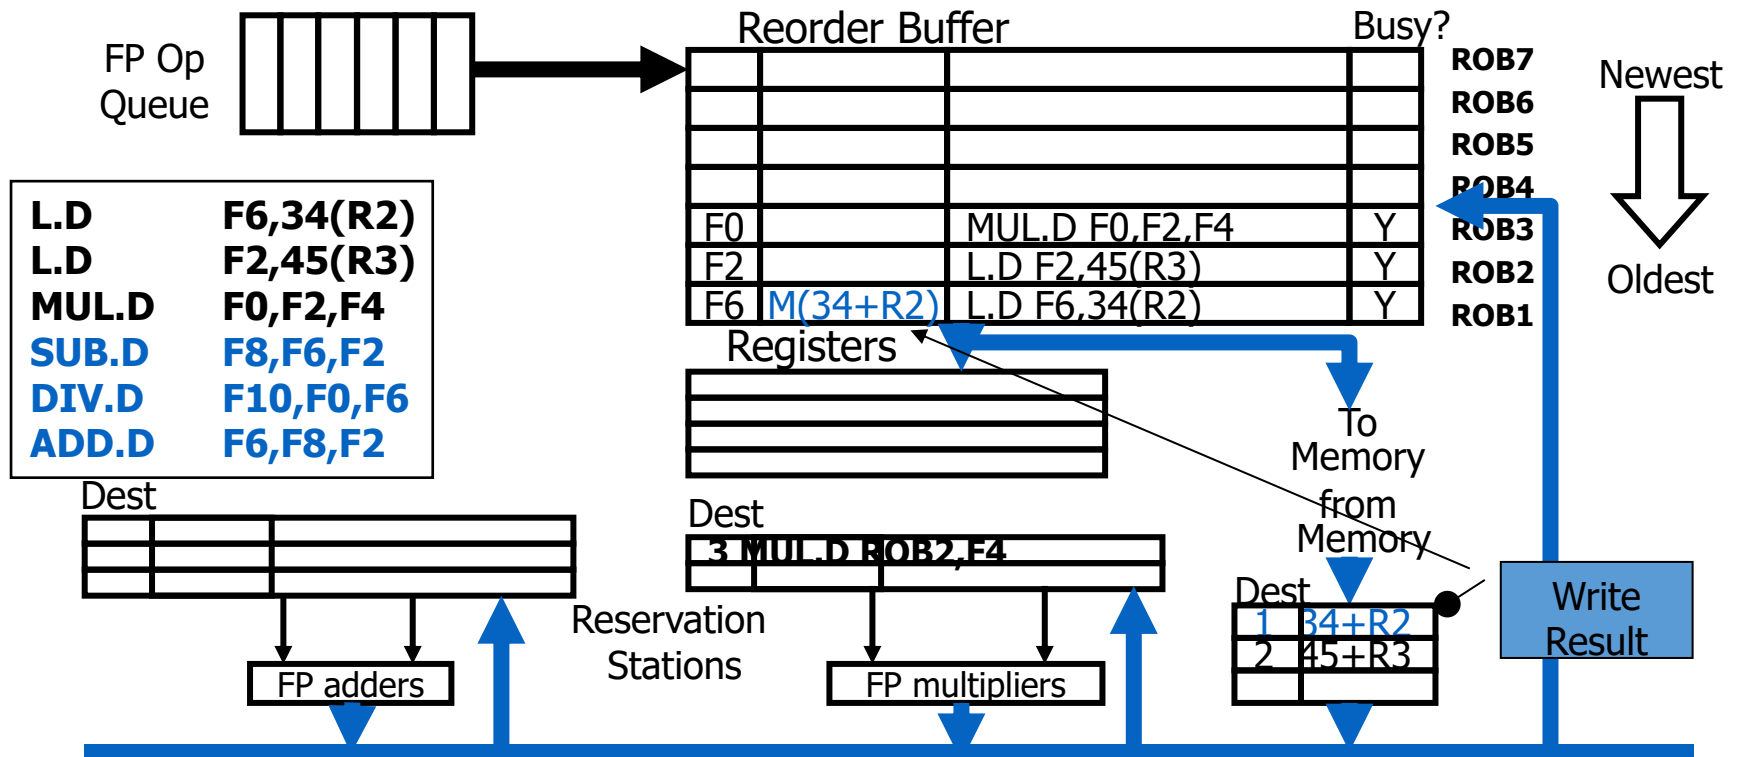 Reorder Buffer
Busy?
FP Op
Queue
ROB7
ROB6
ROB5
ROB4
ROB3
ROB2
ROB1
Newest
Oldest
F0 MUL.D F0,F2,F4 Y
F2 L.D F2,45(R3) Y
F6 M(34+R2) L.D F6,34(R2) Y
L.D F6,34(R2)
L.D F2,45(R3)
MUL.D F0,F2,F4
SUB.D F8,F6,F2
DIV.D F10,F0,F6
ADD.D F6,F8,F2
Registers
To
Memory
from
Memory
Dest
Dest
3 MUL.D ROB2,F4
Dest
1 34+R2
2 45+R3
Write
Result
Reservation
Stations
FP adders
FP multipliers